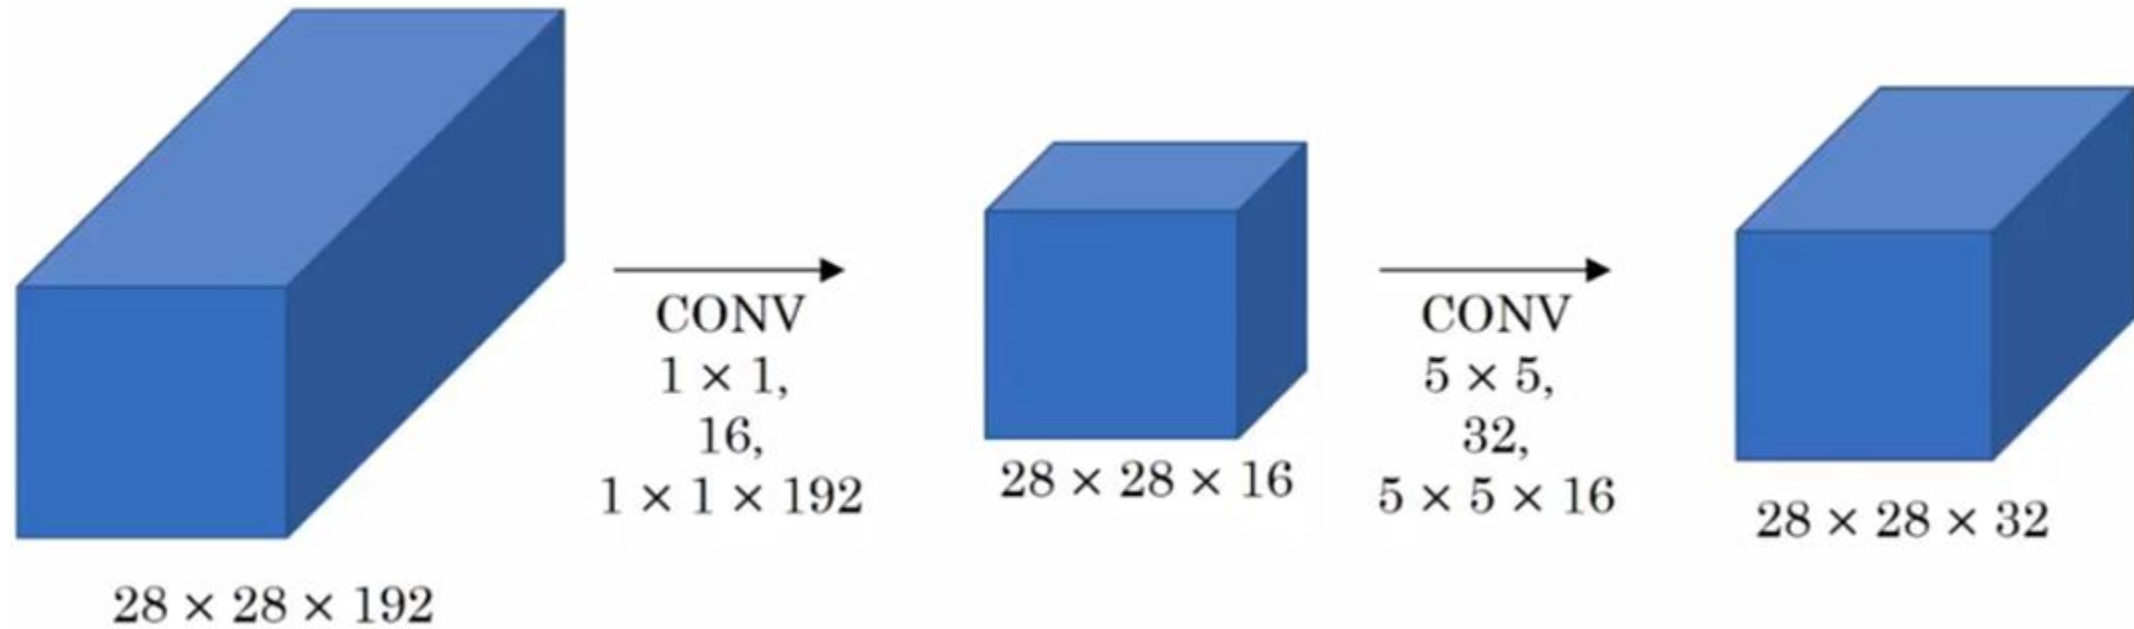 28 × 28 × 192
CONV
1 × 1,
16,
1 × 1 × 192
28 × 28 × 16
CONV
5 × 5,
32,
5 × 5 × 16
28 × 28 × 32